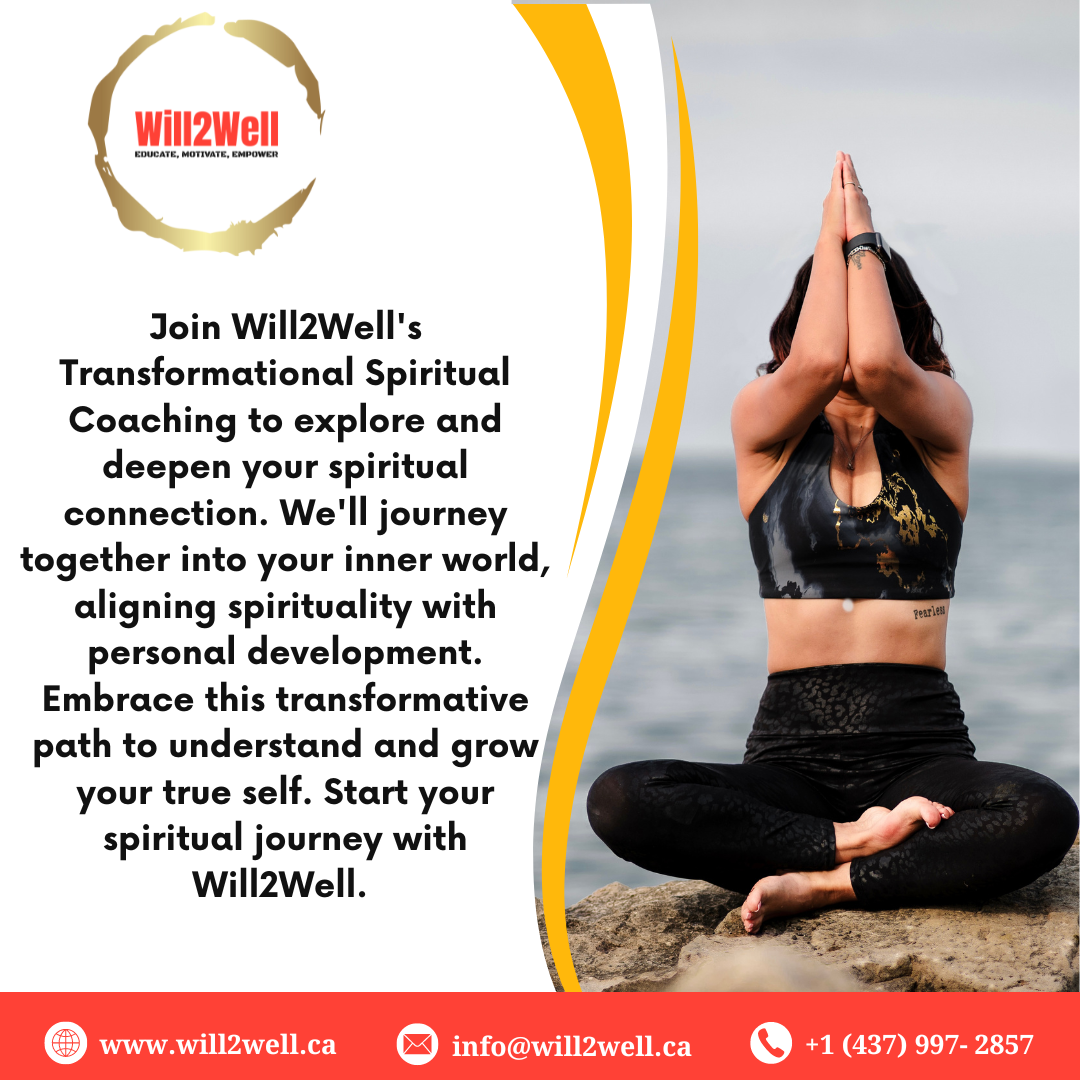 Will2Well
EDUCATE, MOTIVATE, EMPOWER
Join Will2Well's
Transformational Spiritual
Coaching to explore and
deepen your spiritual
connection. We'll journey
together into your inner world,
aligning spirituality with
personal development.
Embrace this transformative
path to understand and grow
your true self. Start your
spiritual journey with
Will2Well.
Fearless
www.will2well.ca
info@will2well.ca
+1 (437) 997- 2857